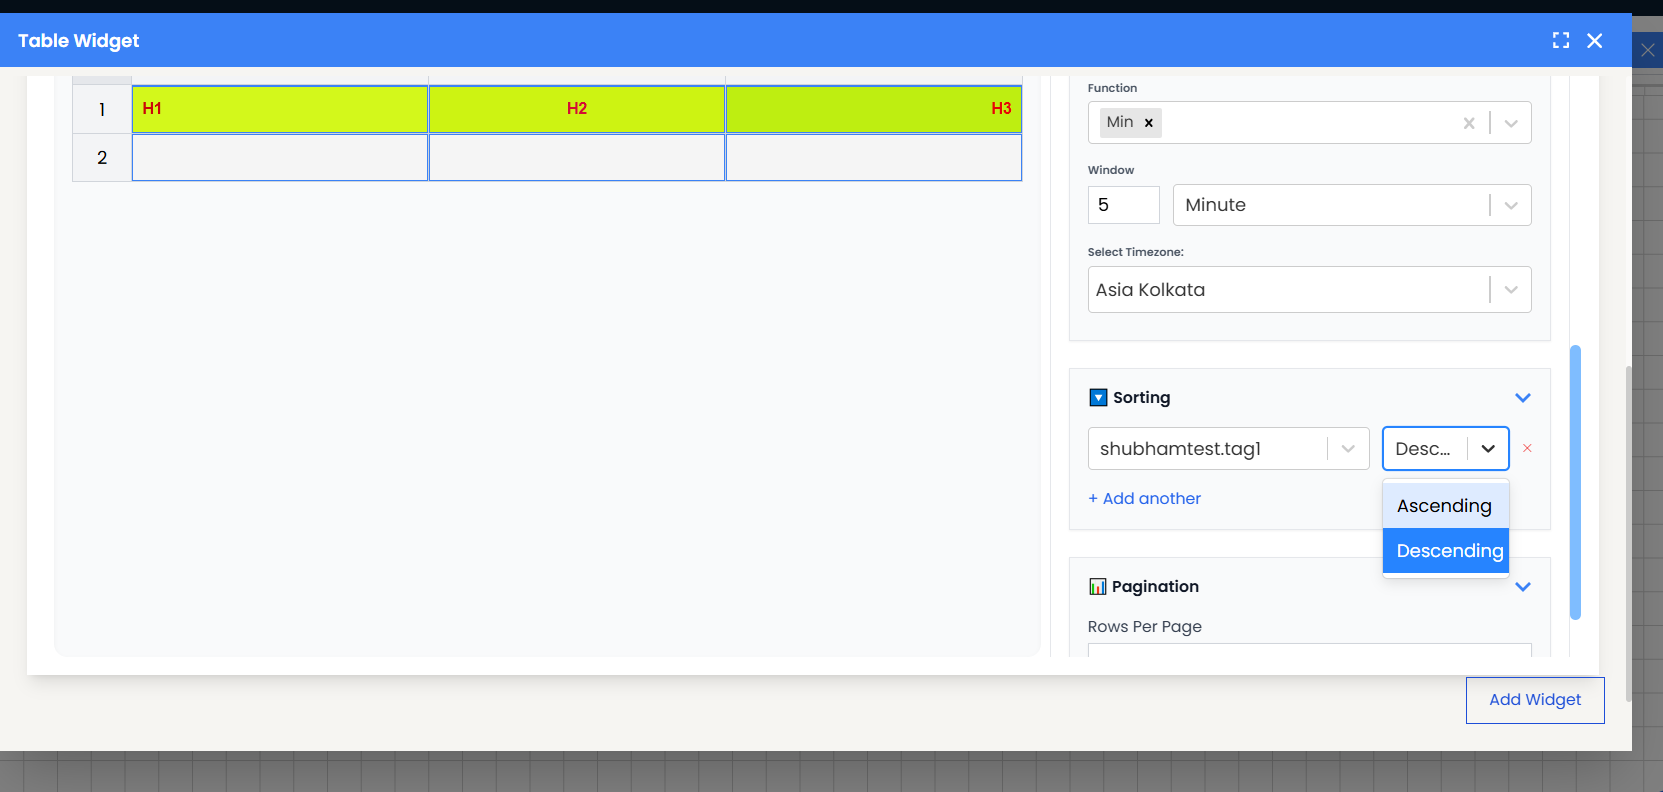 Table Widget
1 H1 H2 H3
2
Function
Min
Window
5 Minute
Select Timezone:
Asia Kolkata
Sorting
shubhamtest.tag1 Desc...
+ Add another
Ascending
Descending
Pagination
Rows Per Page
Add Widget